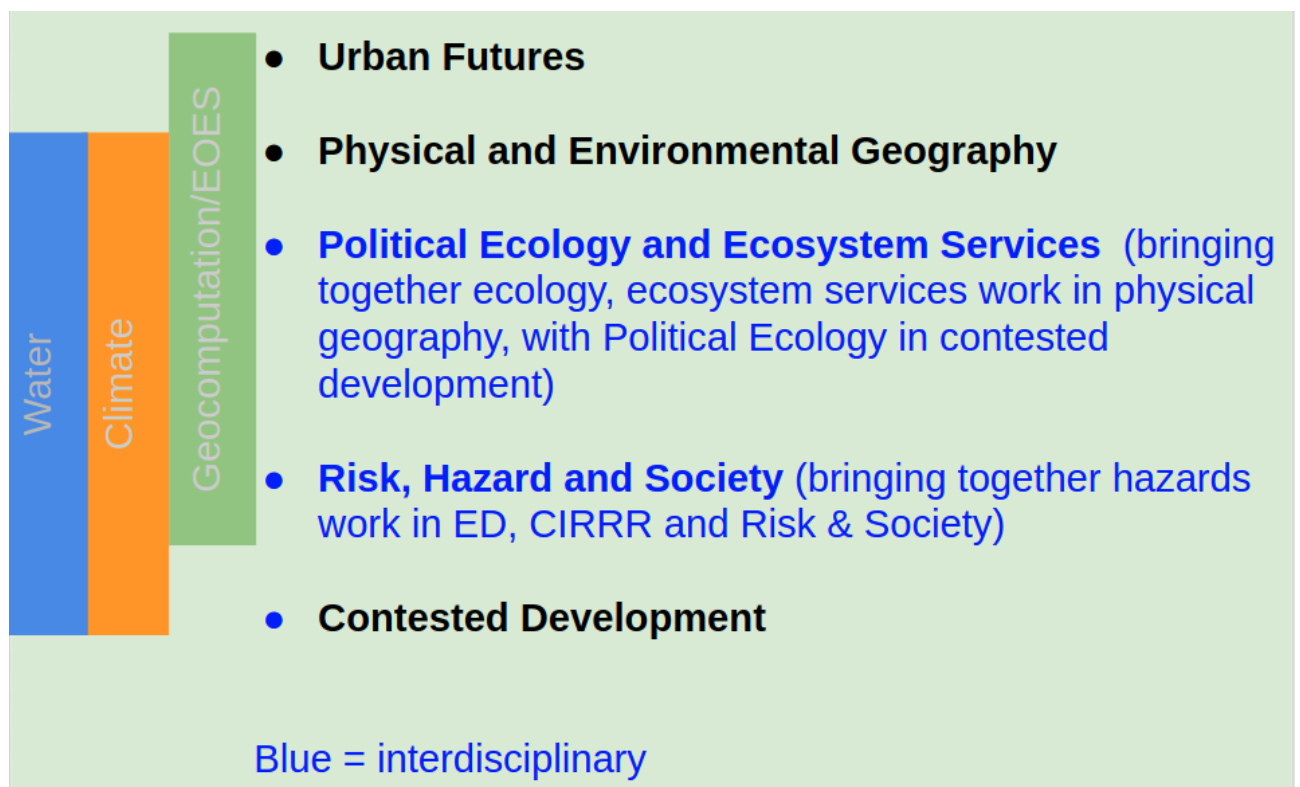 Water
Climate
Geocomputation/EOES
● Urban Futures
● Physical and Environmental Geography
● Political Ecology and Ecosystem Services (bringing
together ecology, ecosystem services work in physical
geography, with Political Ecology in contested
development)
● Risk, Hazard and Society (bringing together hazards
work in ED, CIRRR and Risk & Society)
● Contested Development
Blue = interdisciplinary